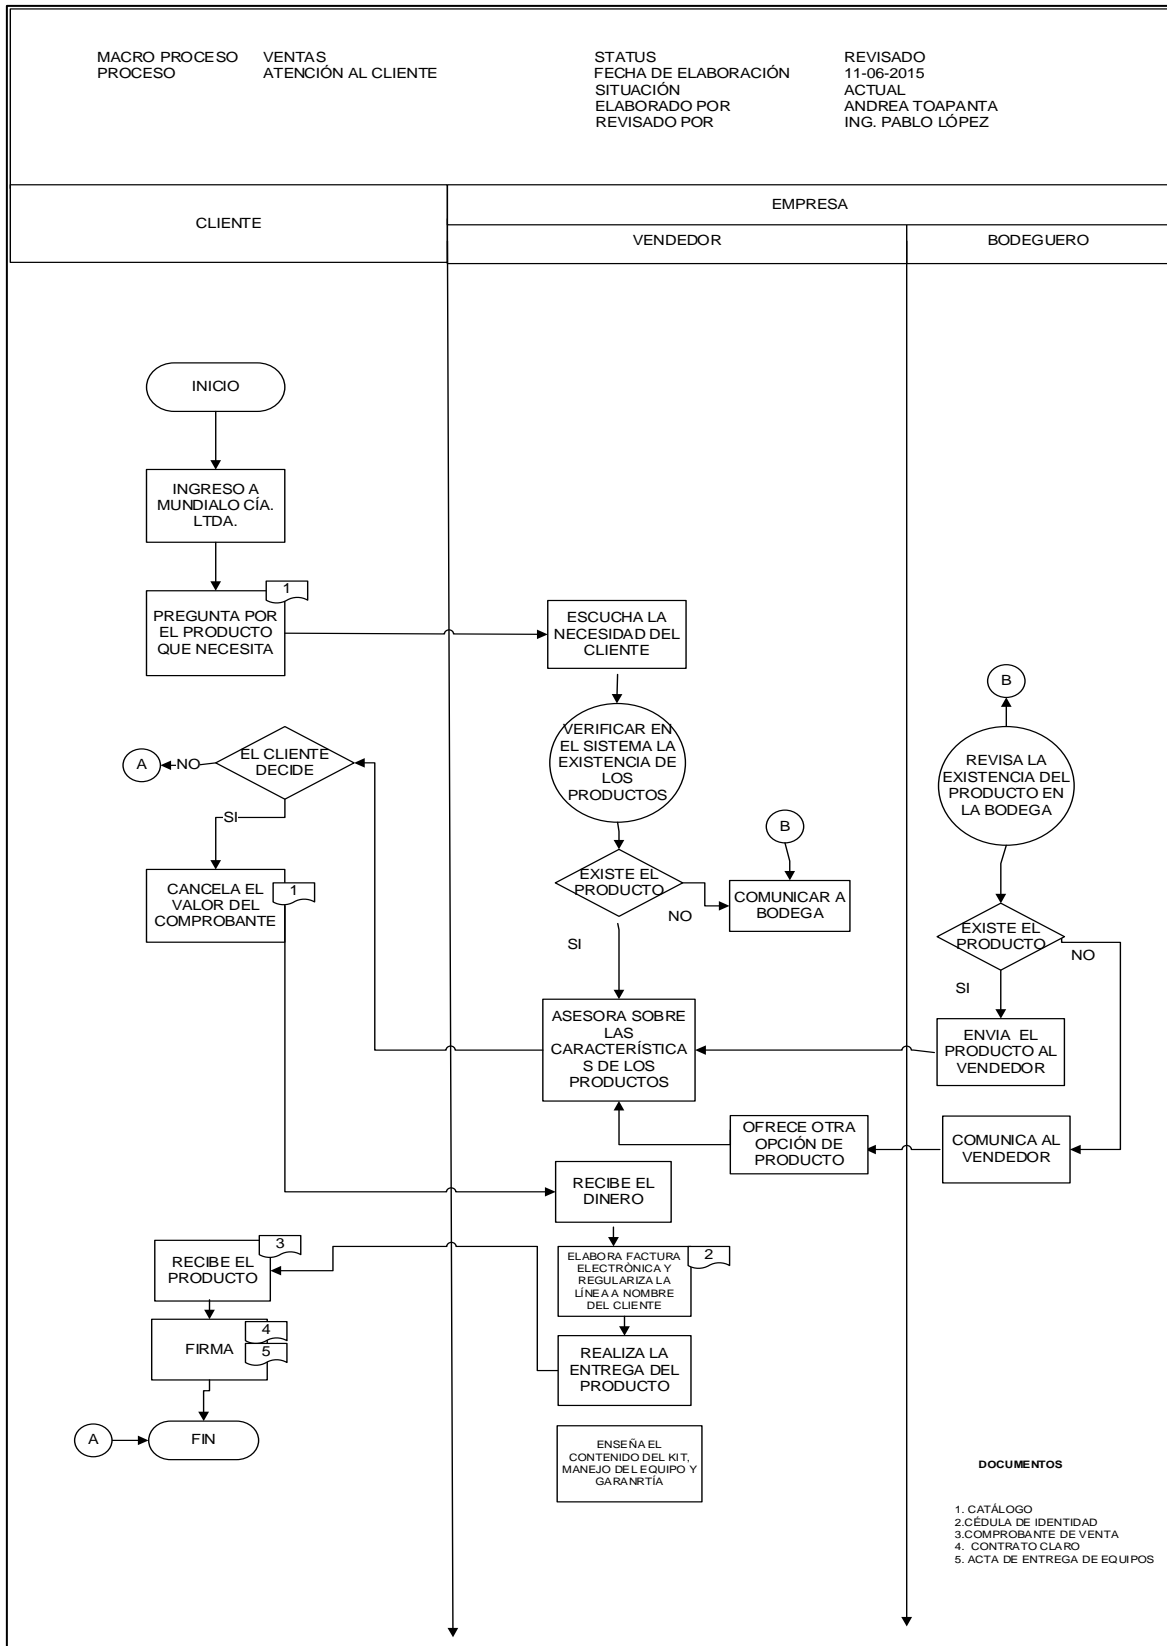 MACRO PROCESO VENTAS
PROCESO ATENCIÓN AL CLIENTE
STATUS REVISADO
FECHA DE ELABORACIÓN 11-06-2015
SITUACIÓN ACTUAL
ELABORADO POR ANDREA TOAPANTA
REVISADO POR ING. PABLO LÓPEZ
CLIENTE
EMPRESA
VENDEDOR
BODEGUERO
INICIO
INGRESO A
MUNDIALO CÍA.
LTDA.
1
PREGUNTA POR
EL PRODUCTO
QUE NECESITA
ESCUCHA LA
NECESIDAD DEL
CLIENTE
B
VERIFICAR EN
EL SISTEMA LA
EXISTENCIA DE
LOS
PRODUCTOS
REVISA LA
EXISTENCIA DEL
PRODUCTO EN
LA BODEGA
A
NO
EL CLIENTE
DECIDE
SI
B
EXISTE EL
PRODUCTO
NO
SI
COMUNICAR A
BODEGA
CANCELA EL
VALOR DEL
COMPROBANTE
1
EXISTE EL
PRODUCTO
NO
SI
ASESORA SOBRE
LAS
CARACTERÍSTICA
S DE LOS
PRODUCTOS
ENVIA EL
PRODUCTO AL
VENDEDOR
OFRECE OTRA
OPCIÓN DE
PRODUCTO
COMUNICA AL
VENDEDOR
RECIBE EL
DINERO
3
RECIBE EL
PRODUCTO
2
ELABORA FACTURA
ELECTRÒNICA Y
REGULARIZA LA
LÍNEA A NOMBRE
DEL CLIENTE
4
FIRMA
5
REALIZA LA
ENTREGA DEL
PRODUCTO
A
FIN
ENSEÑA EL
CONTENIDO DEL KIT,
MANEJO DEL EQUIPO Y
GARANRTÍA
DOCUMENTOS
1. CATÁLOGO
2.CÉDULA DE IDENTIDAD
3.COMPROBANTE DE VENTA
4. CONTRATO CLARO
5. ACTA DE ENTREGA DE EQUIPOS